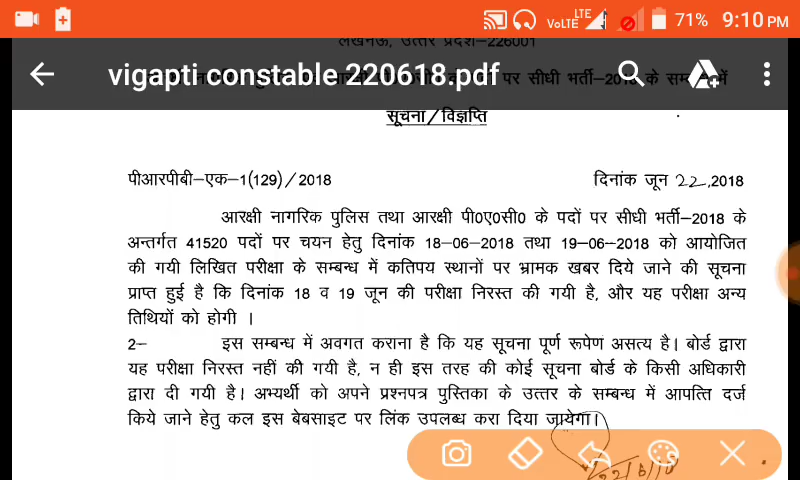 VoLTE LTE 71% 9:10 PM
लखनऊ, उत्तर प्रदेश-226001
vigapti constable 220618.pdf
पर सीधी भर्ती-2018 के सम्बन्ध में
सूचना/विज्ञप्ति
पीआरपीबी-एक-1(129)/2018 दिनांक जून 22,2018
आरक्षी नागरिक पुलिस तथा आरक्षी पी0ए0सी0 के पदों पर सीधी भर्ती-2018 के
अन्तर्गत 41520 पदों पर चयन हेतु दिनांक 18-06-2018 तथा 19-06-2018 को आयोजित
की गयी लिखित परीक्षा के सम्बन्ध में कतिपय स्थानों पर भ्रामक खबर दिये जाने की सूचना
प्राप्त हुई है कि दिनांक 18 व 19 जून की परीक्षा निरस्त की गयी है, और यह परीक्षा अन्य
तिथियों को होगी ।
2- इस सम्बन्ध में अवगत कराना है कि यह सूचना पूर्ण रूपेण असत्य है। बोर्ड द्वारा
यह परीक्षा निरस्त नहीं की गयी है, न ही इस तरह की कोई सूचना बोर्ड के किसी अधिकारी
द्वारा दी गयी है। अभ्यर्थी को अपने प्रश्नपत्र पुस्तिका के उत्तर के सम्बन्ध में आपत्ति दर्ज
किये जाने हेतु कल इस बेबसाइट पर लिंक उपलब्ध करा दिया जायेगा।
22/6/18